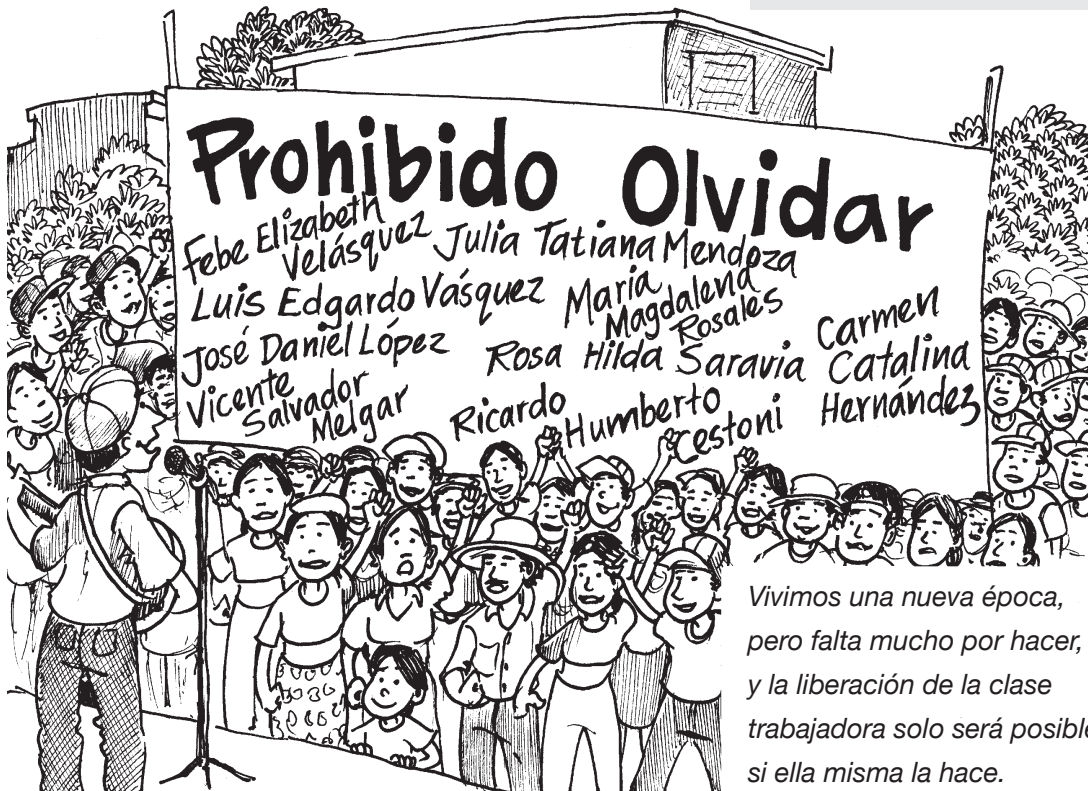 Prohibido Olvidar
Febe Elizabeth
Velásquez
Julia Tatiana Mendoza
Luis Edgardo Vásquez
María
Magdalena
Rosales
José Daniel López
Rosa Hilda Saravia
Carmen
Catalina
Hernández
Vicente
Salvador
Melgar
Ricardo
Humberto
Cestoni
Vivimos una nueva época,
pero falta mucho por hacer,
y la liberación de la clase
trabajadora solo será posible
si ella misma la hace.